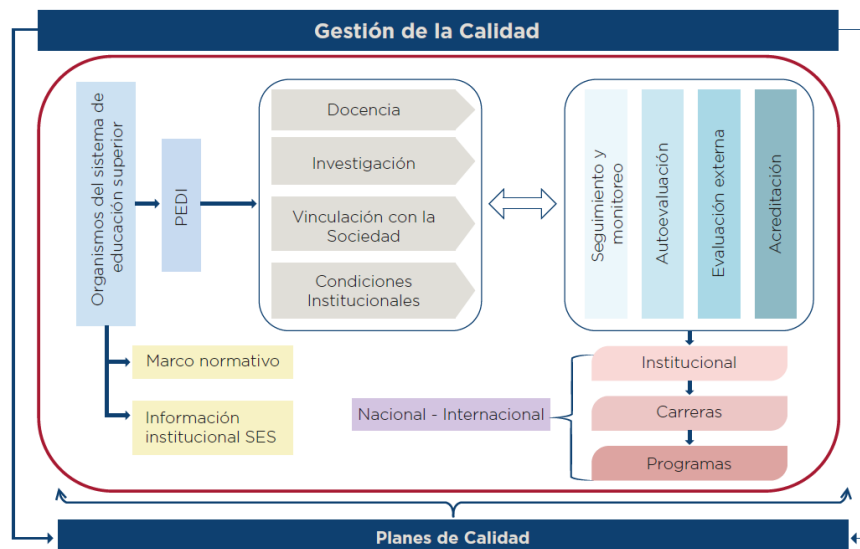 Gestión de la Calidad
Organismos del sistema de
educación superior
PEDI
Docencia
Investigación
Vinculación con la
Sociedad
Condiciones
Institucionales
Seguimiento y
monitoreo
Autoevaluación
Evaluación externa
Acreditación
Marco normativo
Información
institucional SES
Nacional - Internacional
Institucional
Carreras
Programas
Planes de Calidad